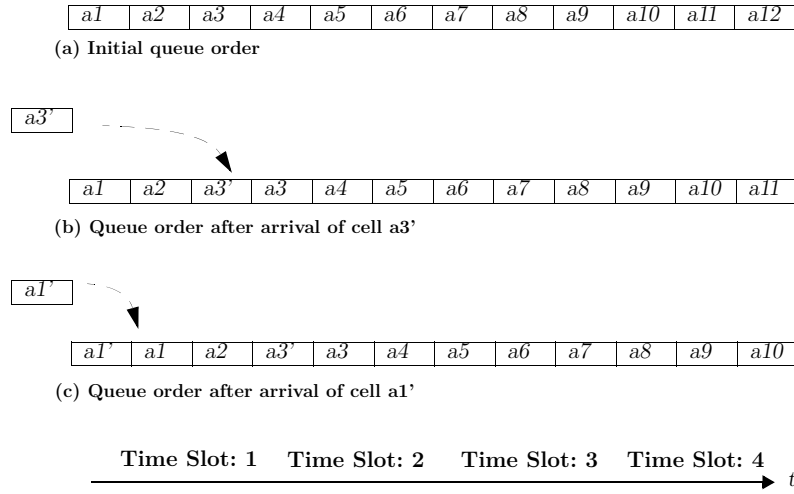 a1 a2 a3 a4 a5 a6 a7 a8 a9 a10 a11 a12
(a) Initial queue order
a3'
a1 a2 a3' a3 a4 a5 a6 a7 a8 a9 a10 a11
(b) Queue order after arrival of cell a3'
a1'
a1' a1 a2 a3' a3 a4 a5 a6 a7 a8 a9 a10
(c) Queue order after arrival of cell a1'
Time Slot: 1 Time Slot: 2 Time Slot: 3 Time Slot: 4
t